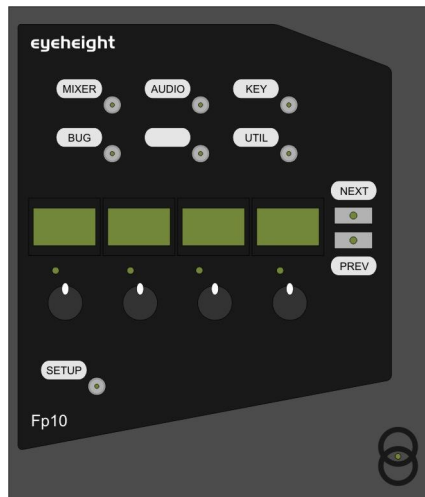 eyeheight
MIXER
AUDIO
KEY
BUG
UTIL
NEXT
PREV
SETUP
Fp10